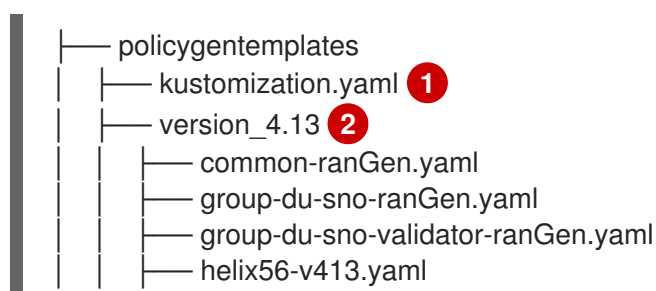 ├── policygentemplates
│ ├── kustomization.yaml 1
│ ├── version_4.13 2
│ │ ├── common-ranGen.yaml
│ │ ├── group-du-sno-ranGen.yaml
│ │ ├── group-du-sno-validator-ranGen.yaml
│ │ ├── helix56-v413.yaml